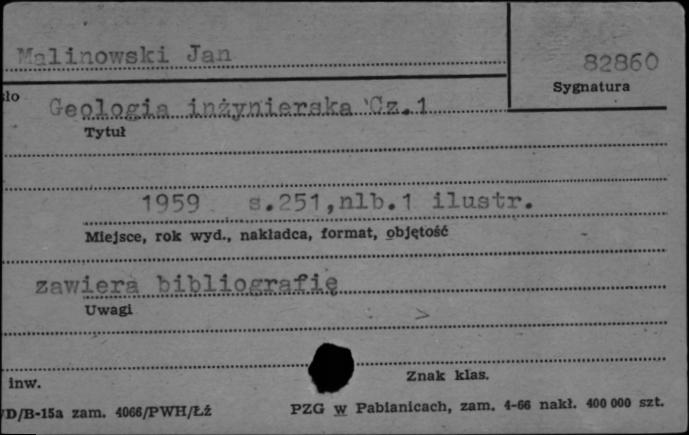 Malinowski Jan
82860
Sygnatura
Geologia inżynierska Cz.1
Tytuł
1959 s.251,nlb.1 ilustr.
Miejsce, rok wyd., nakładca, format, objętość
zawiera bibliografię
Uwagi
inw.
Znak klas.
/D/B-15a zam. 4066/PWH/Łź
PZG w Pabianicach, zam. 4-66 nakł. 400 000 szt.